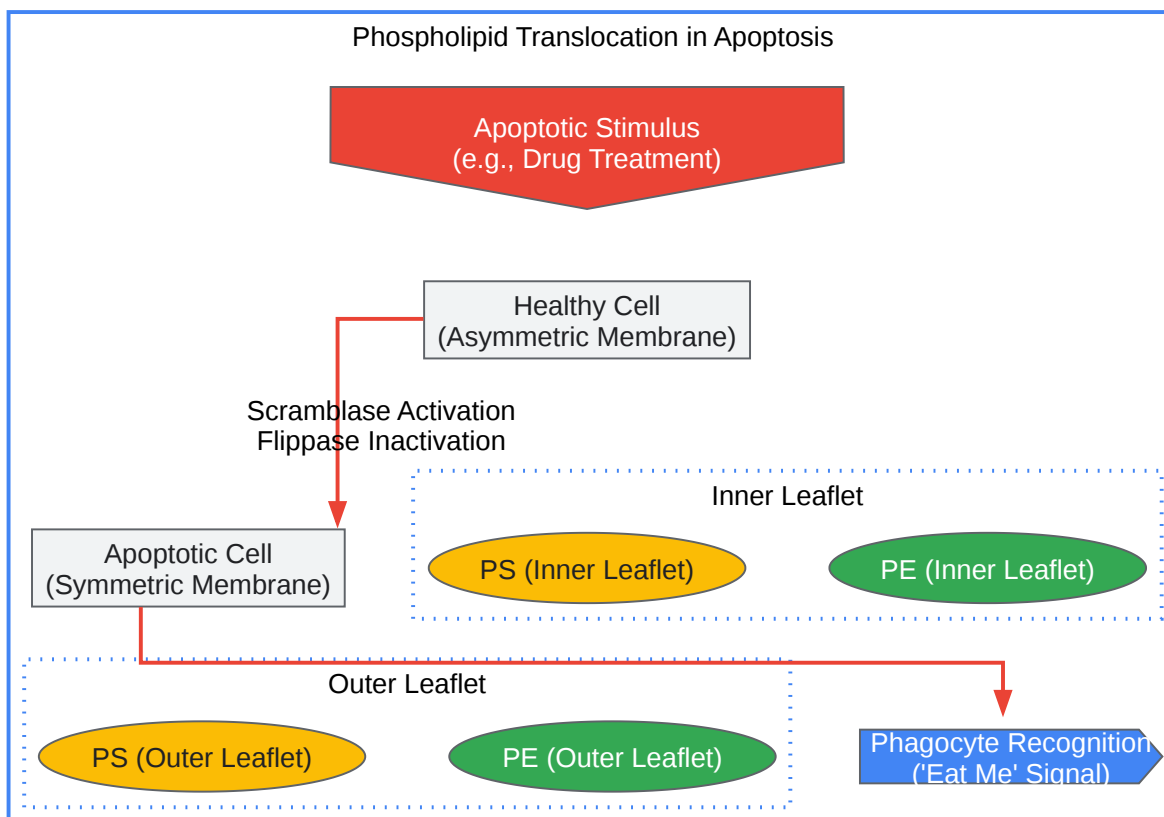 Phospholipid Translocation in Apoptosis
Apoptotic Stimulus
(e.g., Drug Treatment)
Healthy Cell
(Asymmetric Membrane)
Scramblase Activation
Flippase Inactivation
Inner Leaflet
PS (Inner Leaflet)
PE (Inner Leaflet)
Apoptotic Cell
(Symmetric Membrane)
Outer Leaflet
PS (Outer Leaflet)
PE (Outer Leaflet)
Phagocyte Recognition
('Eat Me' Signal)